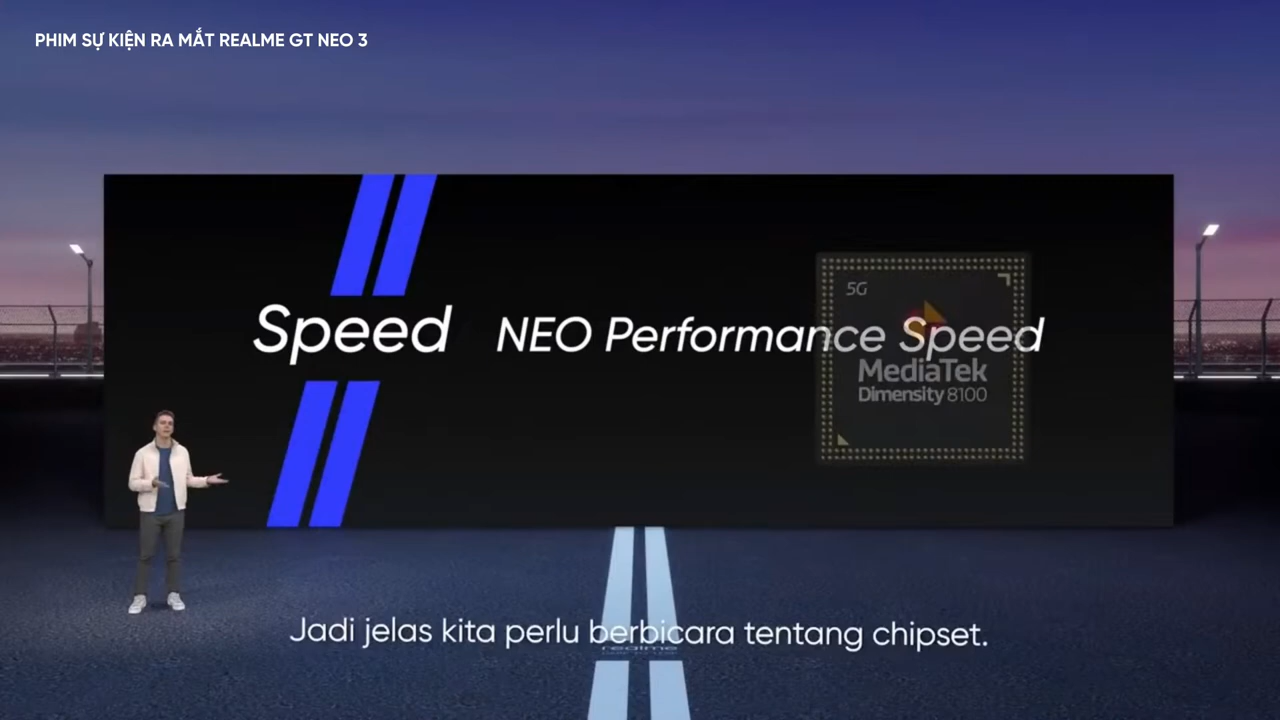 PHIM SỰ KIỆN RA MẮT REALME GT NEO 3
5G
Speed NEO Performance Speed
MediaTek
Dimensity 8100
Jadi jelas kita perlu berbicara tentang chipset.
realme